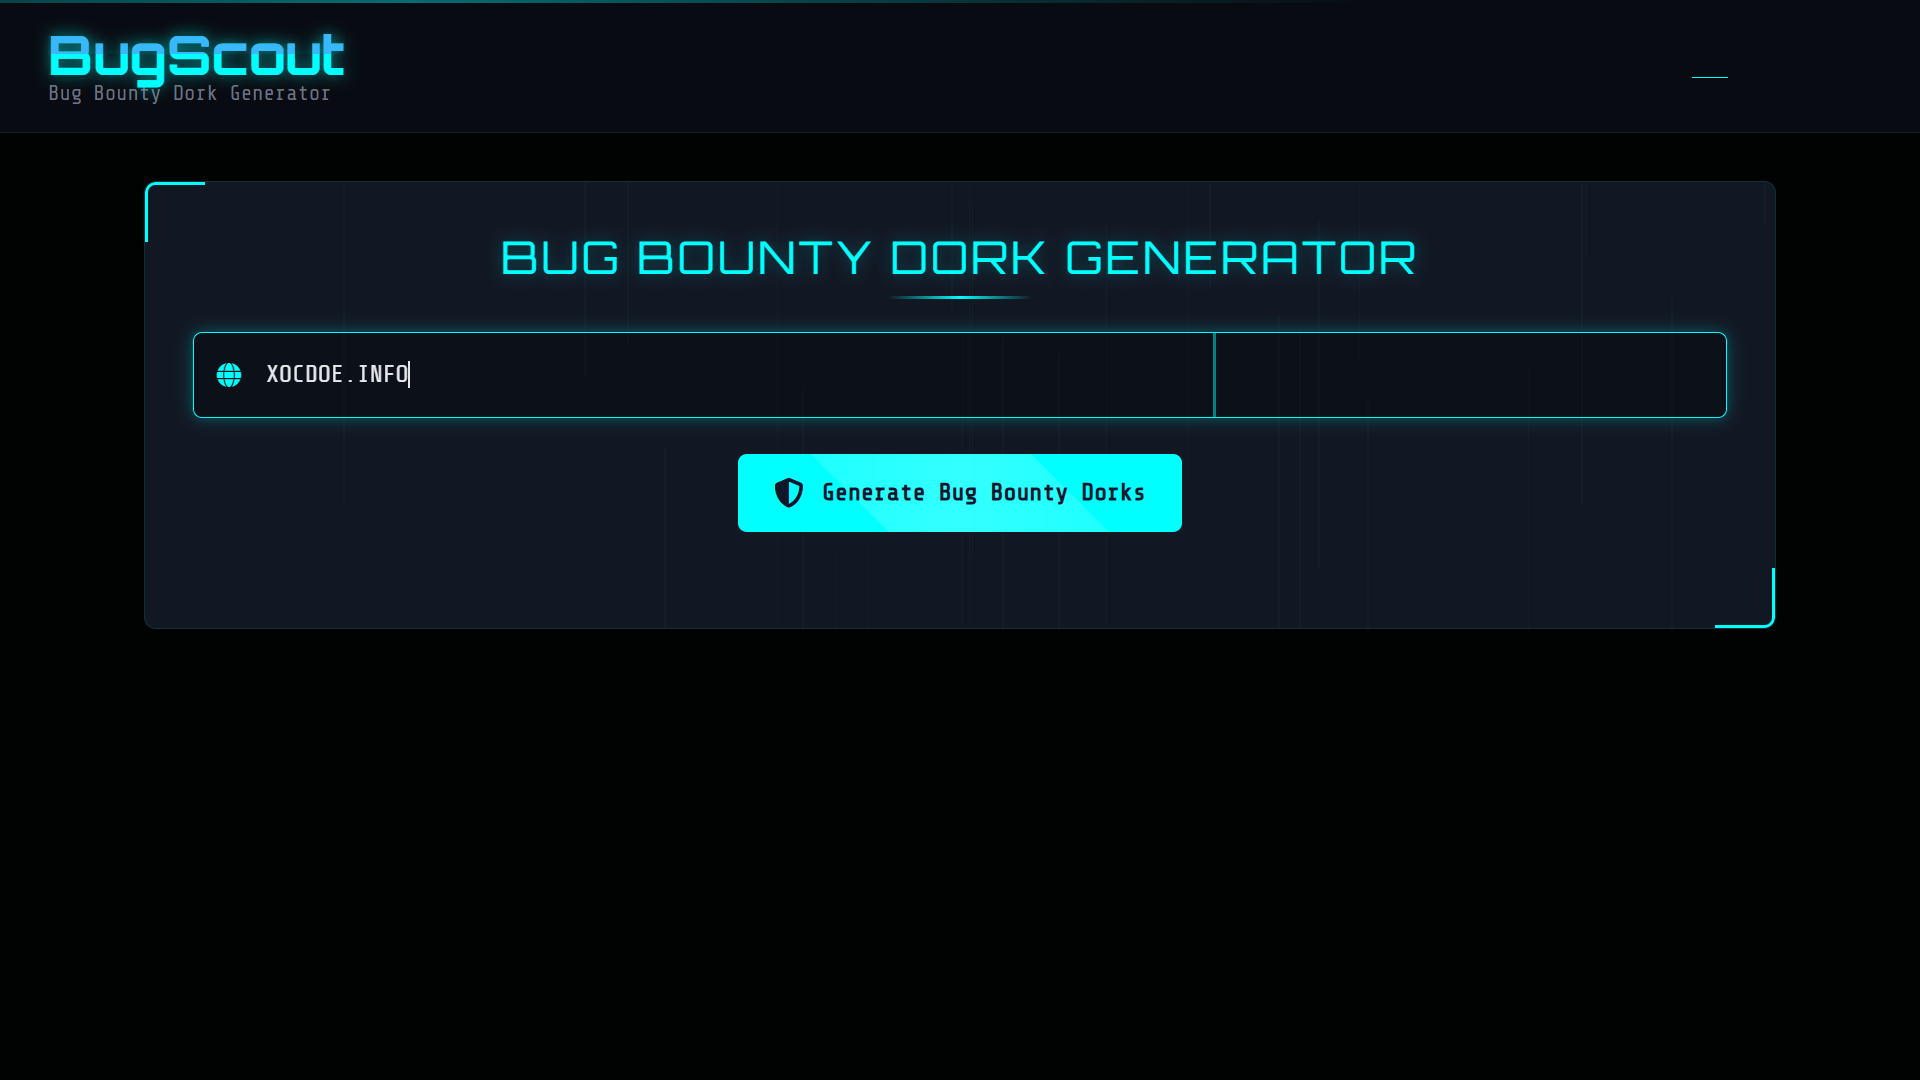 BugScout
Bug Bounty Dork Generator
BUG BOUNTY DORK GENERATOR
XOCDOE.INFO
Generate Bug Bounty Dorks